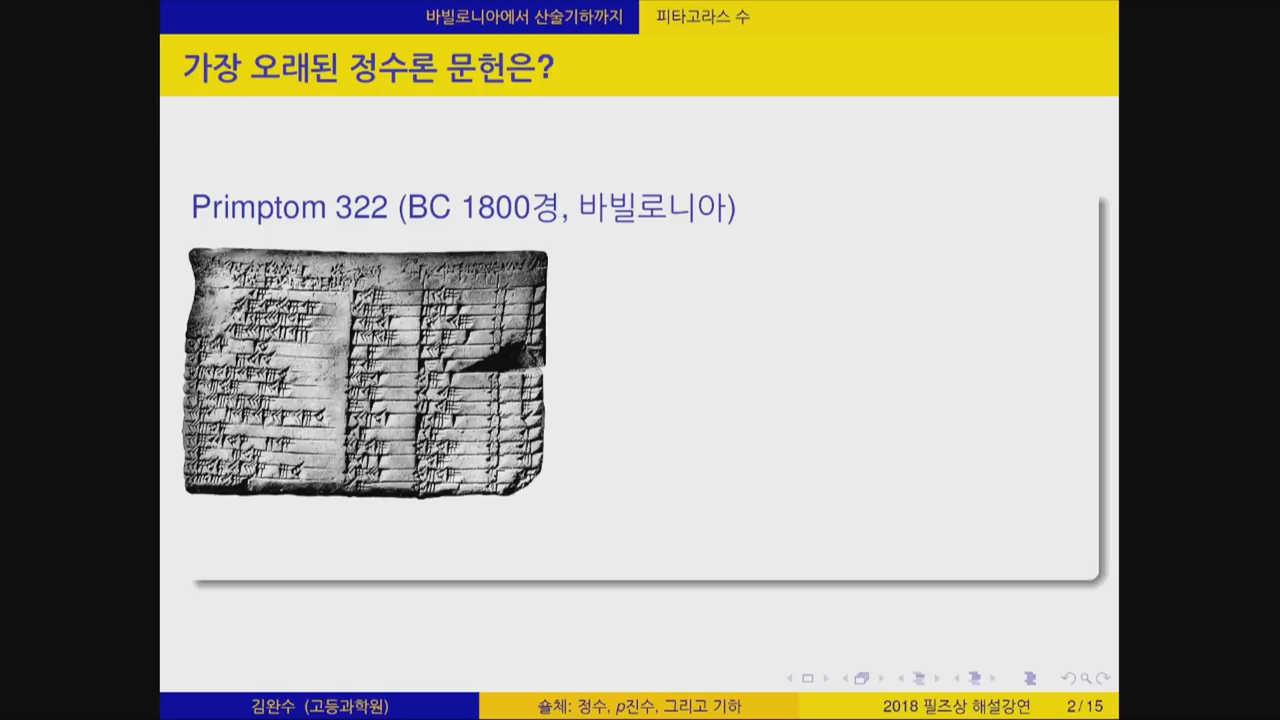 바빌로니아에서 산술기하까지 피타고라스 수
가장 오래된 정수론 문헌은?
Primptom 322 (BC 1800경, 바빌로니아)
김완수 (고등과학원) 숄체: 정수, p진수, 그리고 기하 2018 필즈상 해설강연 2 / 15